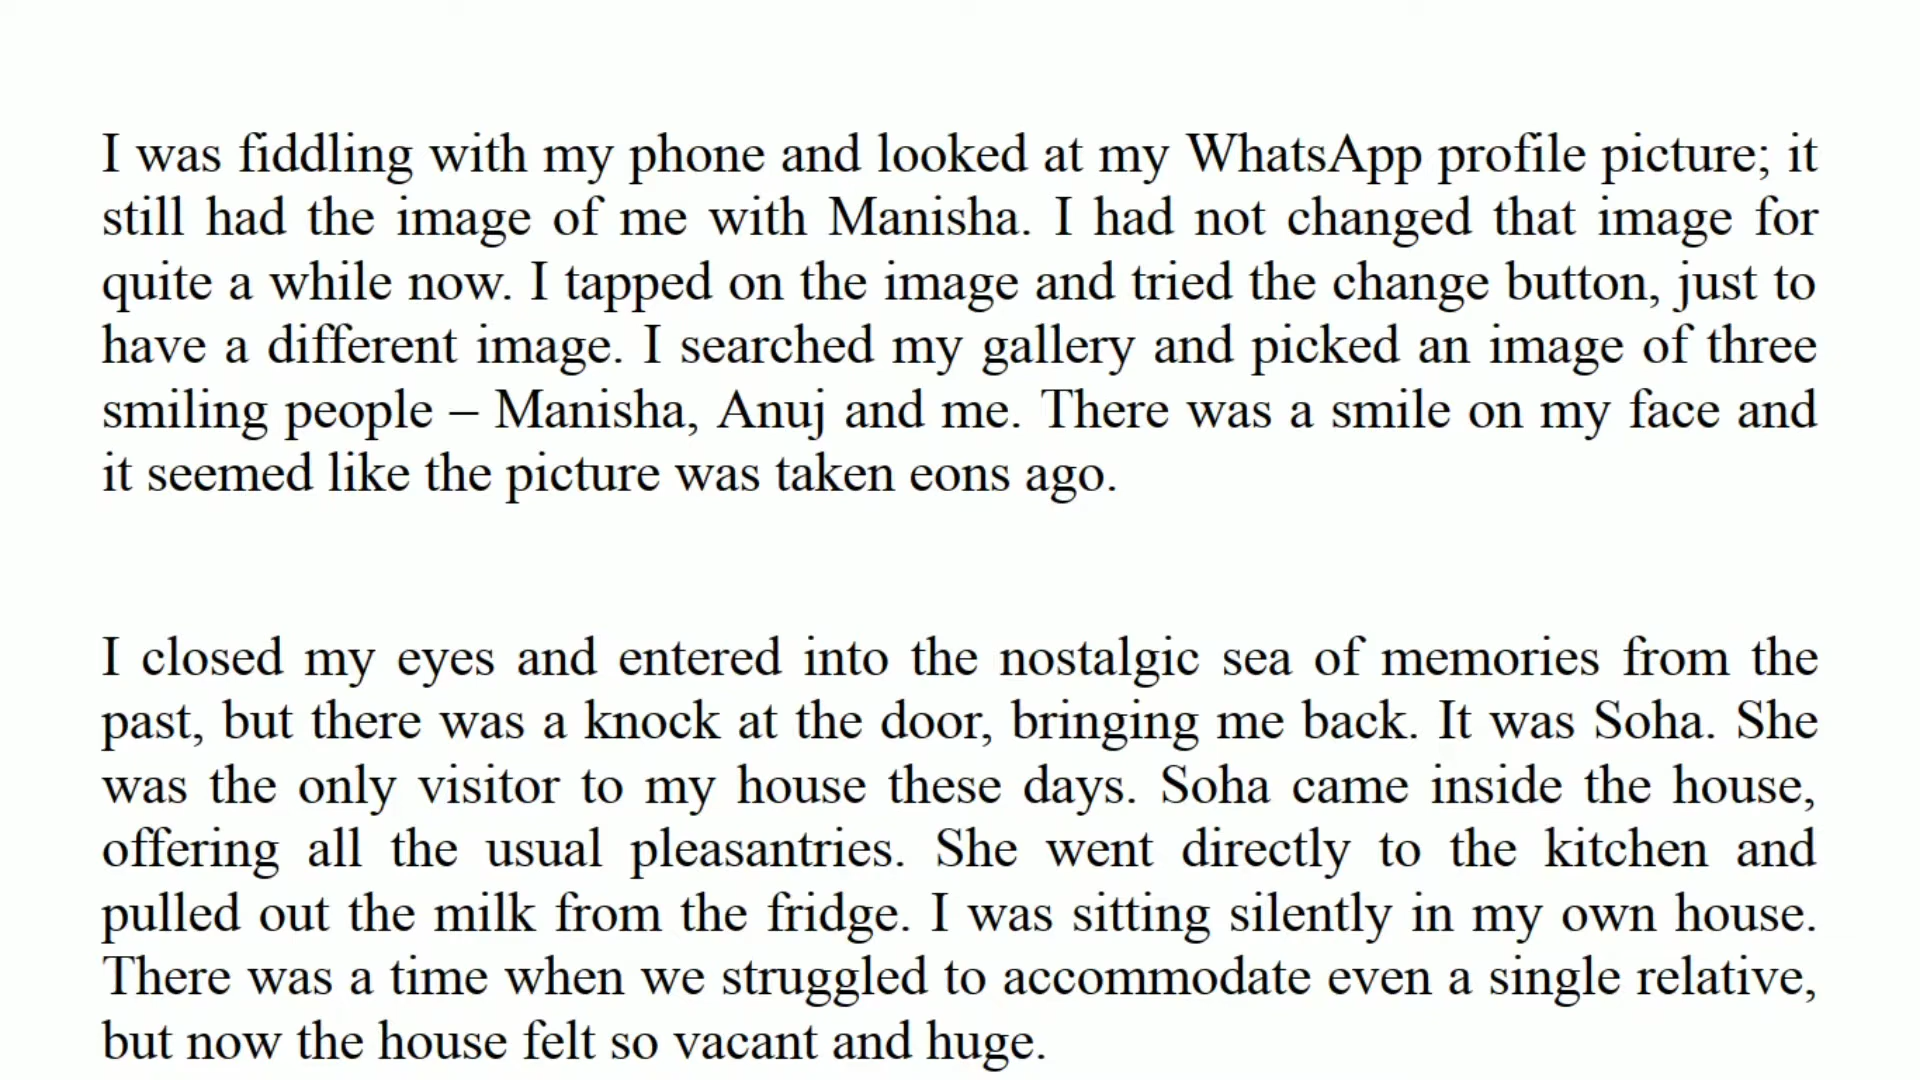 I was fiddling with my phone and looked at my WhatsApp profile picture; it
still had the image of me with Manisha. I had not changed that image for
quite a while now. I tapped on the image and tried the change button, just to
have a different image. I searched my gallery and picked an image of three
smiling people – Manisha, Anuj and me. There was a smile on my face and
it seemed like the picture was taken eons ago.
I closed my eyes and entered into the nostalgic sea of memories from the
past, but there was a knock at the door, bringing me back. It was Soha. She
was the only visitor to my house these days. Soha came inside the house,
offering all the usual pleasantries. She went directly to the kitchen and
pulled out the milk from the fridge. I was sitting silently in my own house.
There was a time when we struggled to accommodate even a single relative,
but now the house felt so vacant and huge.